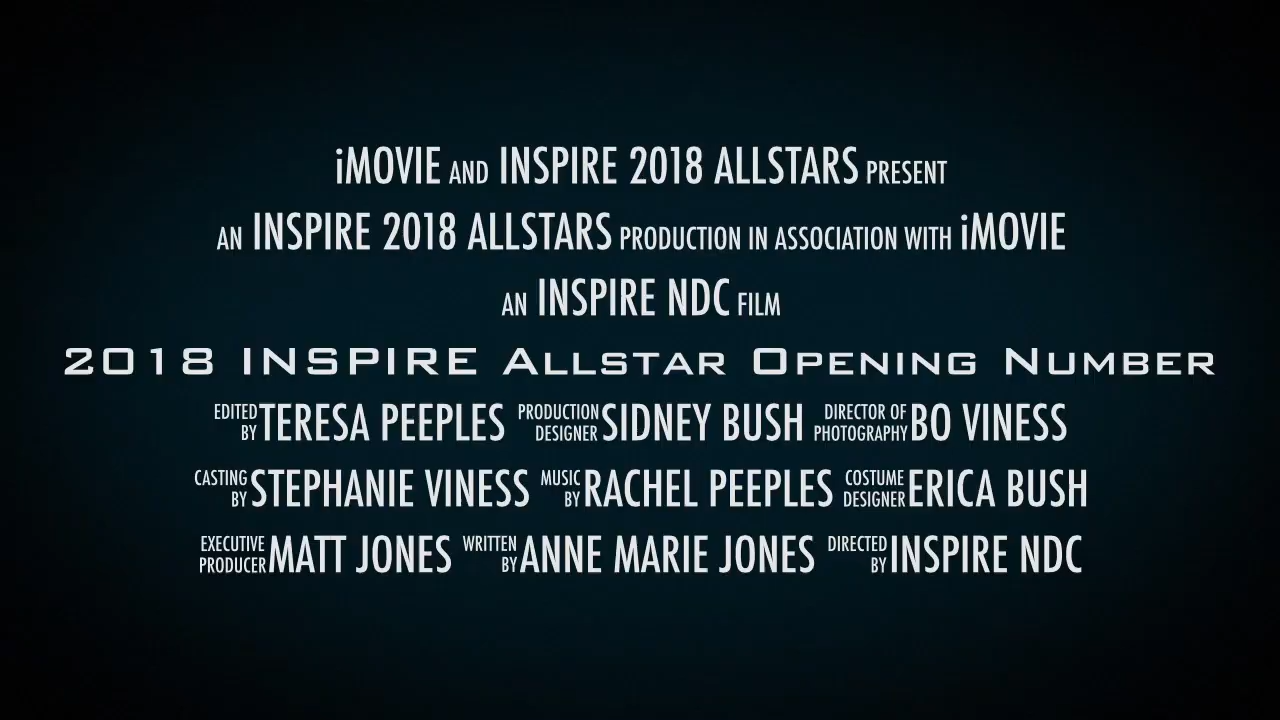 iMOVIE AND INSPIRE 2018 ALLSTARS PRESENT
AN INSPIRE 2018 ALLSTARS PRODUCTION IN ASSOCIATION WITH iMOVIE
AN INSPIRE NDC FILM
2018 INSPIRE ALLSTAR OPENING NUMBER
EDITED BY TERESA PEEPLES PRODUCTION DESIGNER SIDNEY BUSH DIRECTOR OF PHOTOGRAPHY BO VINESS
CASTING BY STEPHANIE VINESS MUSIC BY RACHEL PEEPLES COSTUME DESIGNER ERICA BUSH
EXECUTIVE PRODUCER MATT JONES WRITTEN BY ANNE MARIE JONES DIRECTED BY INSPIRE NDC